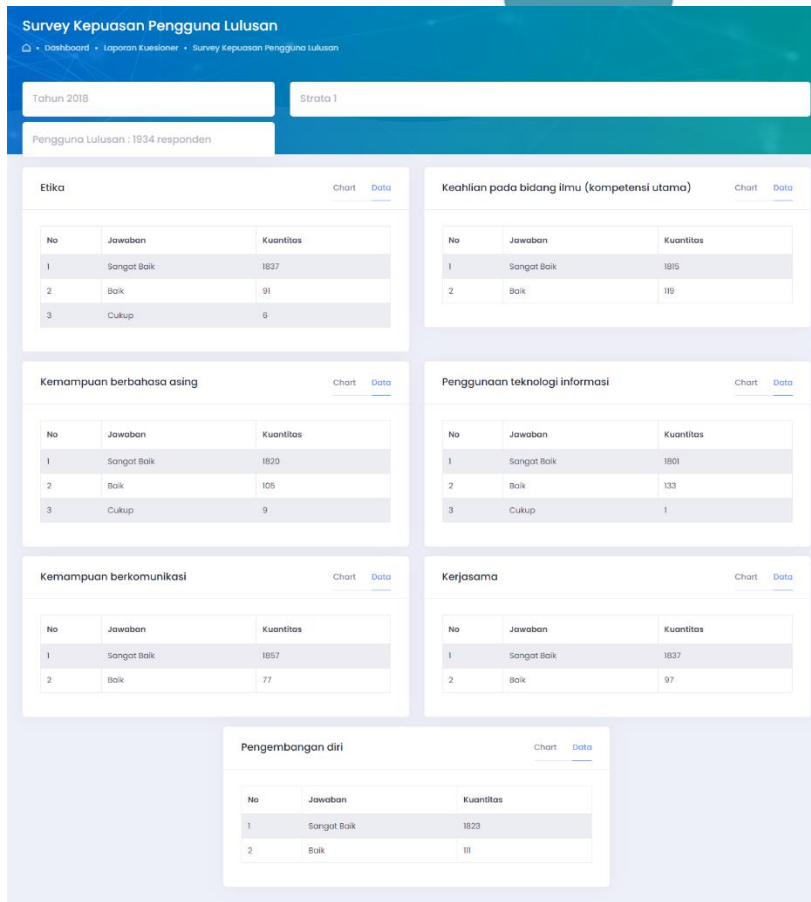 Survey Kepuasan Pengguna Lulusan
• Dashboard • Laporan Kuesioner • Survey Kepuasan Pengguna Lulusan
Tahun 2018
Strata 1
Pengguna Lulusan : 1934 responden
Etika Chart Data
No Jawaban Kuantitas
1 Sangat Baik 1837
2 Baik 91
3 Cukup 6
Keahlian pada bidang ilmu (kompetensi utama) Chart Data
No Jawaban Kuantitas
1 Sangat Baik 1815
2 Baik 119
Kemampuan berbahasa asing Chart Data
No Jawaban Kuantitas
1 Sangat Baik 1820
2 Baik 105
3 Cukup 9
Penggunaan teknologi informasi Chart Data
No Jawaban Kuantitas
1 Sangat Baik 1801
2 Baik 133
3 Cukup 1
Kemampuan berkomunikasi Chart Data
No Jawaban Kuantitas
1 Sangat Baik 1857
2 Baik 77
Kerjasama Chart Data
No Jawaban Kuantitas
1 Sangat Baik 1837
2 Baik 97
Pengembangan diri Chart Data
No Jawaban Kuantitas
1 Sangat Baik 1823
2 Baik 111